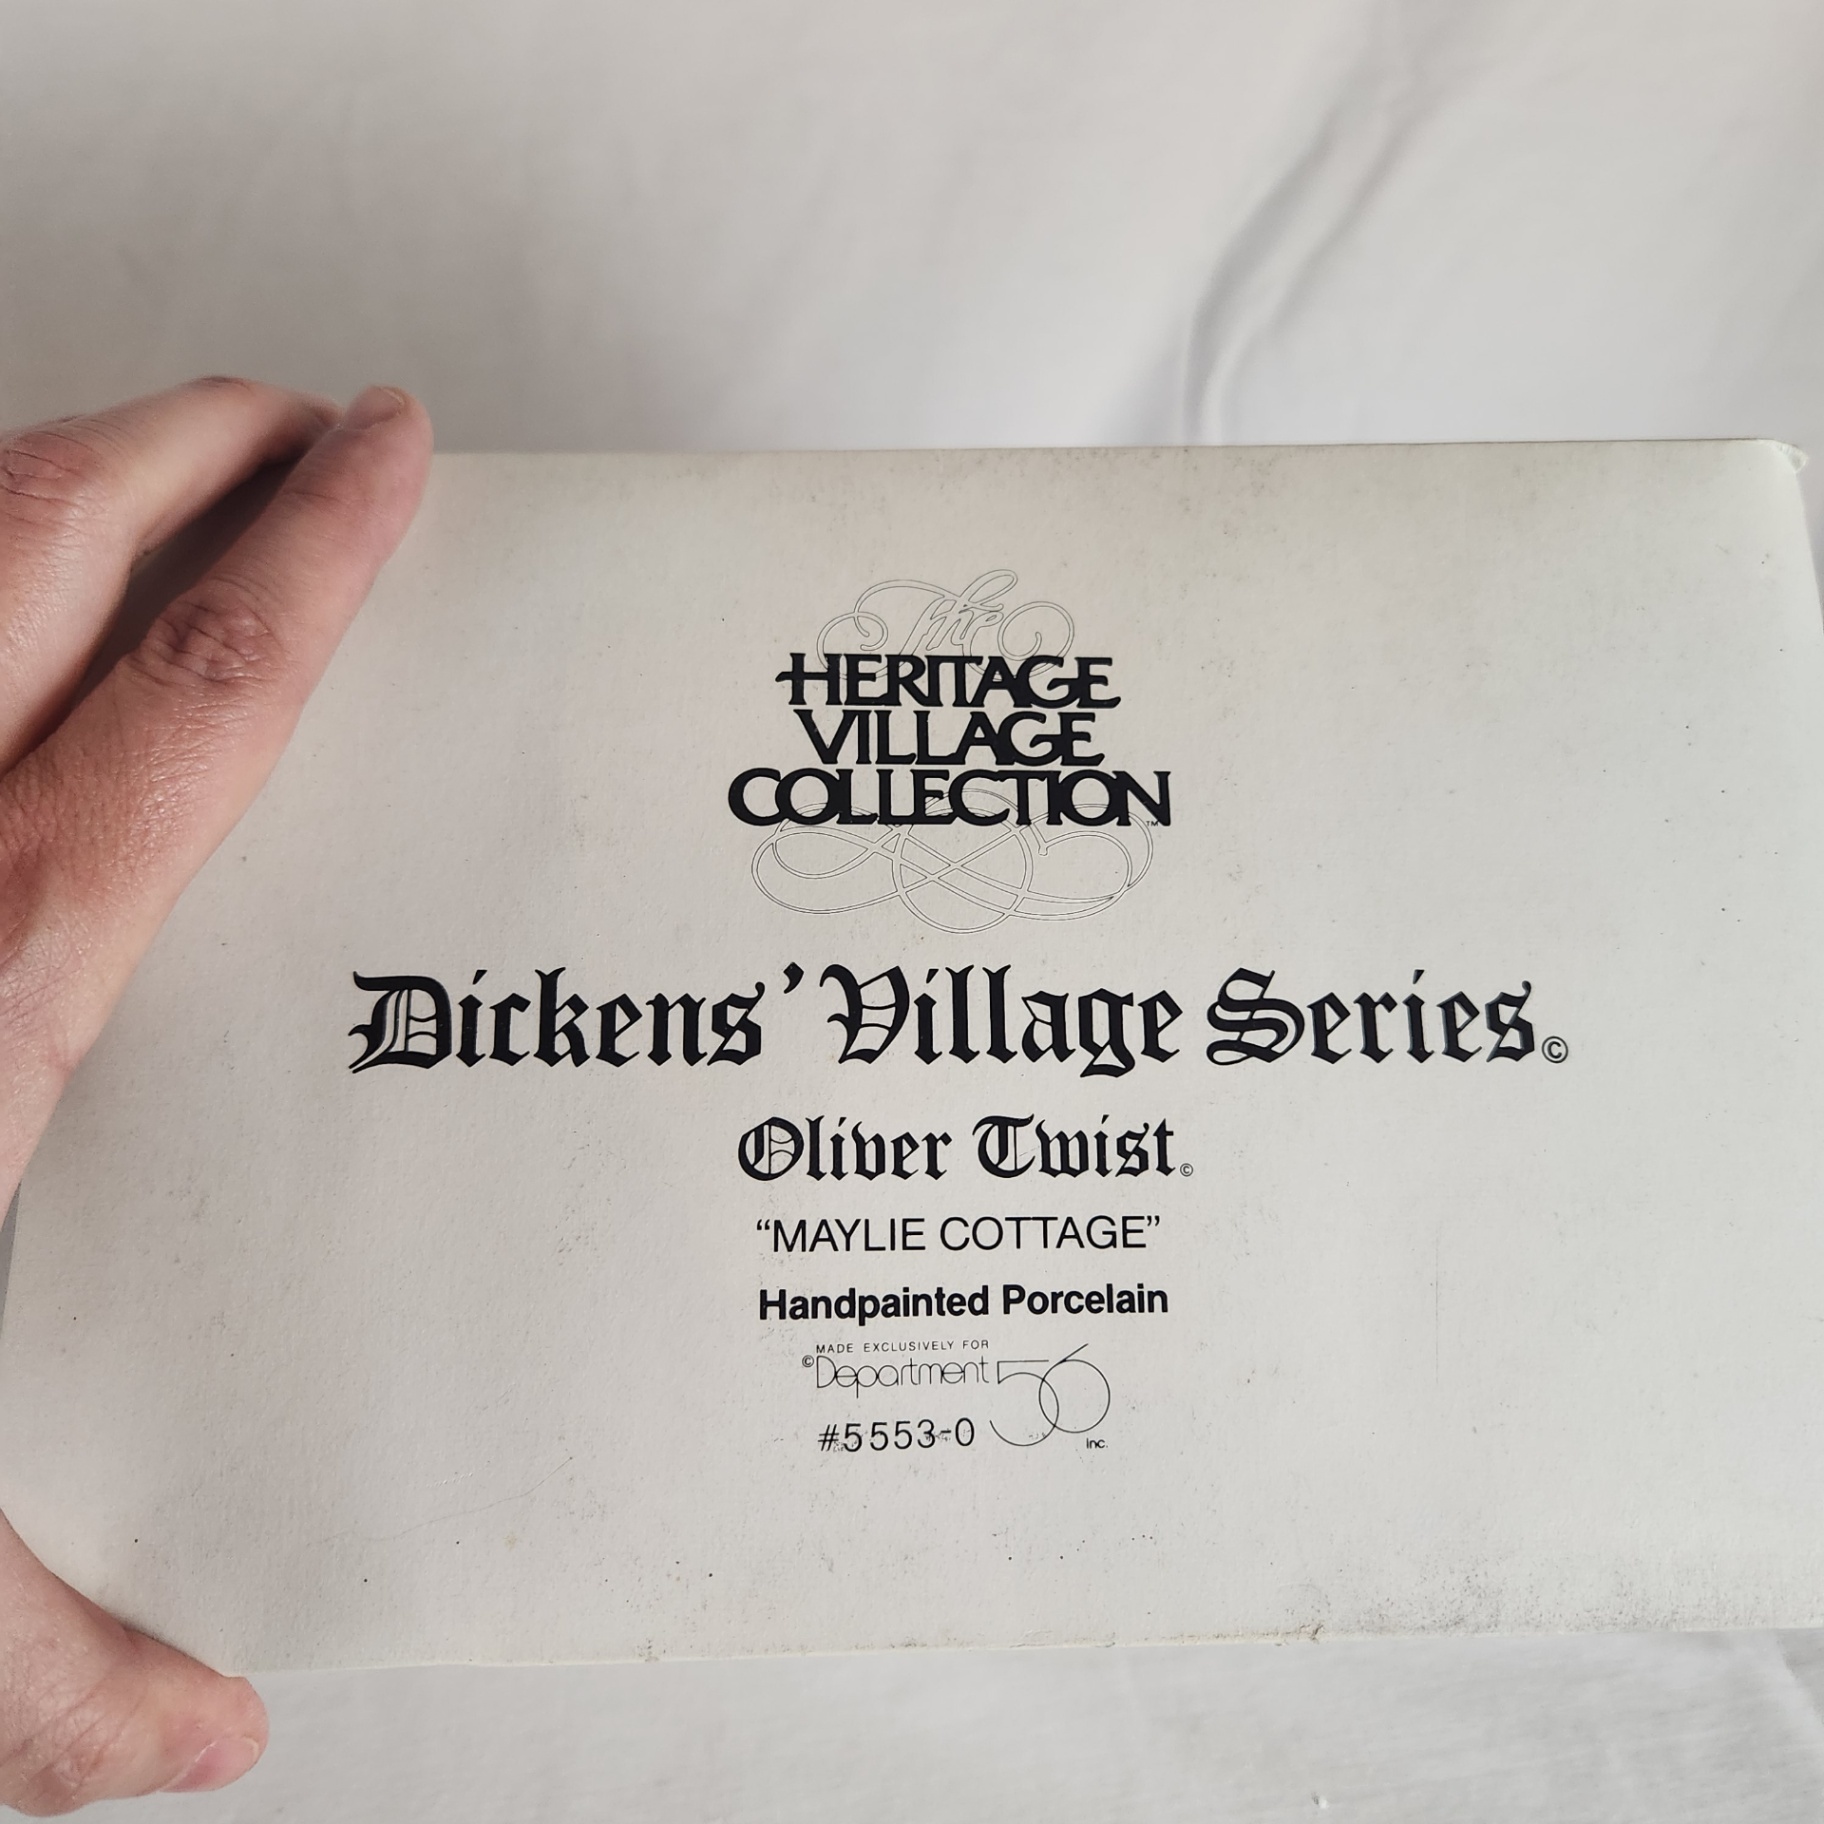 The
HERITAGE
VILLAGE
COLLECTION™
Dickens' Village Series©
Oliver Twist©
“MAYLIE COTTAGE”
Handpainted Porcelain
MADE EXCLUSIVELY FOR
©Department 56
#5553-0
Inc.